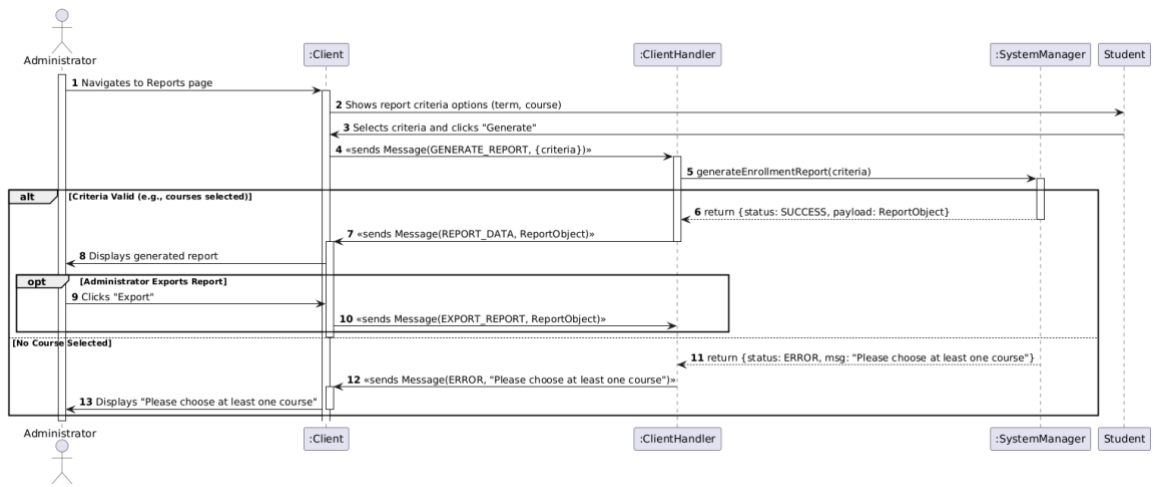 Administrator
:Client
:ClientHandler
:SystemManager
Student
1 Navigates to Reports page
2 Shows report criteria options (term, course)
3 Selects criteria and clicks "Generate"
4 «sends Message(GENERATE_REPORT, {criteria})»
5 generateEnrollmentReport(criteria)
alt [Criteria Valid (e.g., courses selected)]
6 return {status: SUCCESS, payload: ReportObject}
7 «sends Message(REPORT_DATA, ReportObject)»
8 Displays generated report
opt [Administrator Exports Report]
9 Clicks "Export"
10 «sends Message(EXPORT_REPORT, ReportObject)»
[No Course Selected]
11 return {status: ERROR, msg: "Please choose at least one course"}
12 «sends Message(ERROR, "Please choose at least one course")»
13 Displays "Please choose at least one course"
Administrator
:Client
:ClientHandler
:SystemManager
Student